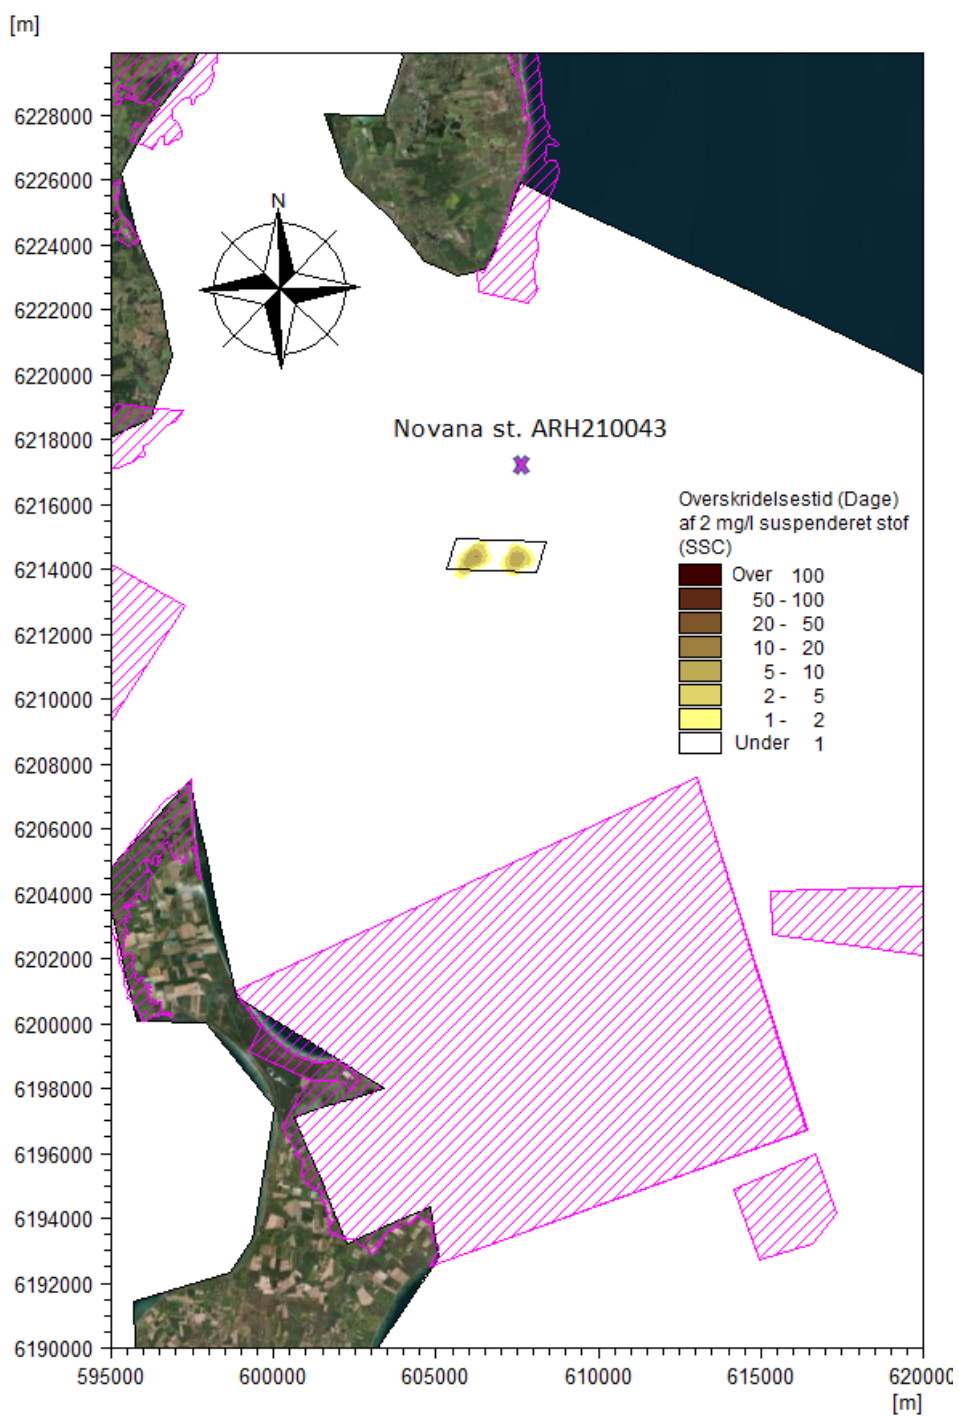 [m]
6228000
6226000
6224000
6222000
6220000
6218000
6216000
6214000
6212000
6210000
6208000
6206000
6204000
6202000
6200000
6198000
6196000
6194000
6192000
6190000
N
Novana st. ARH210043
Overskridelsestid (Dage)
af 2 mg/l suspenderet stof
(SSC)
Over 100
50 - 100
20 - 50
10 - 20
5 - 10
2 - 5
1 - 2
Under 1
595000 600000 605000 610000 615000 620000
[m]